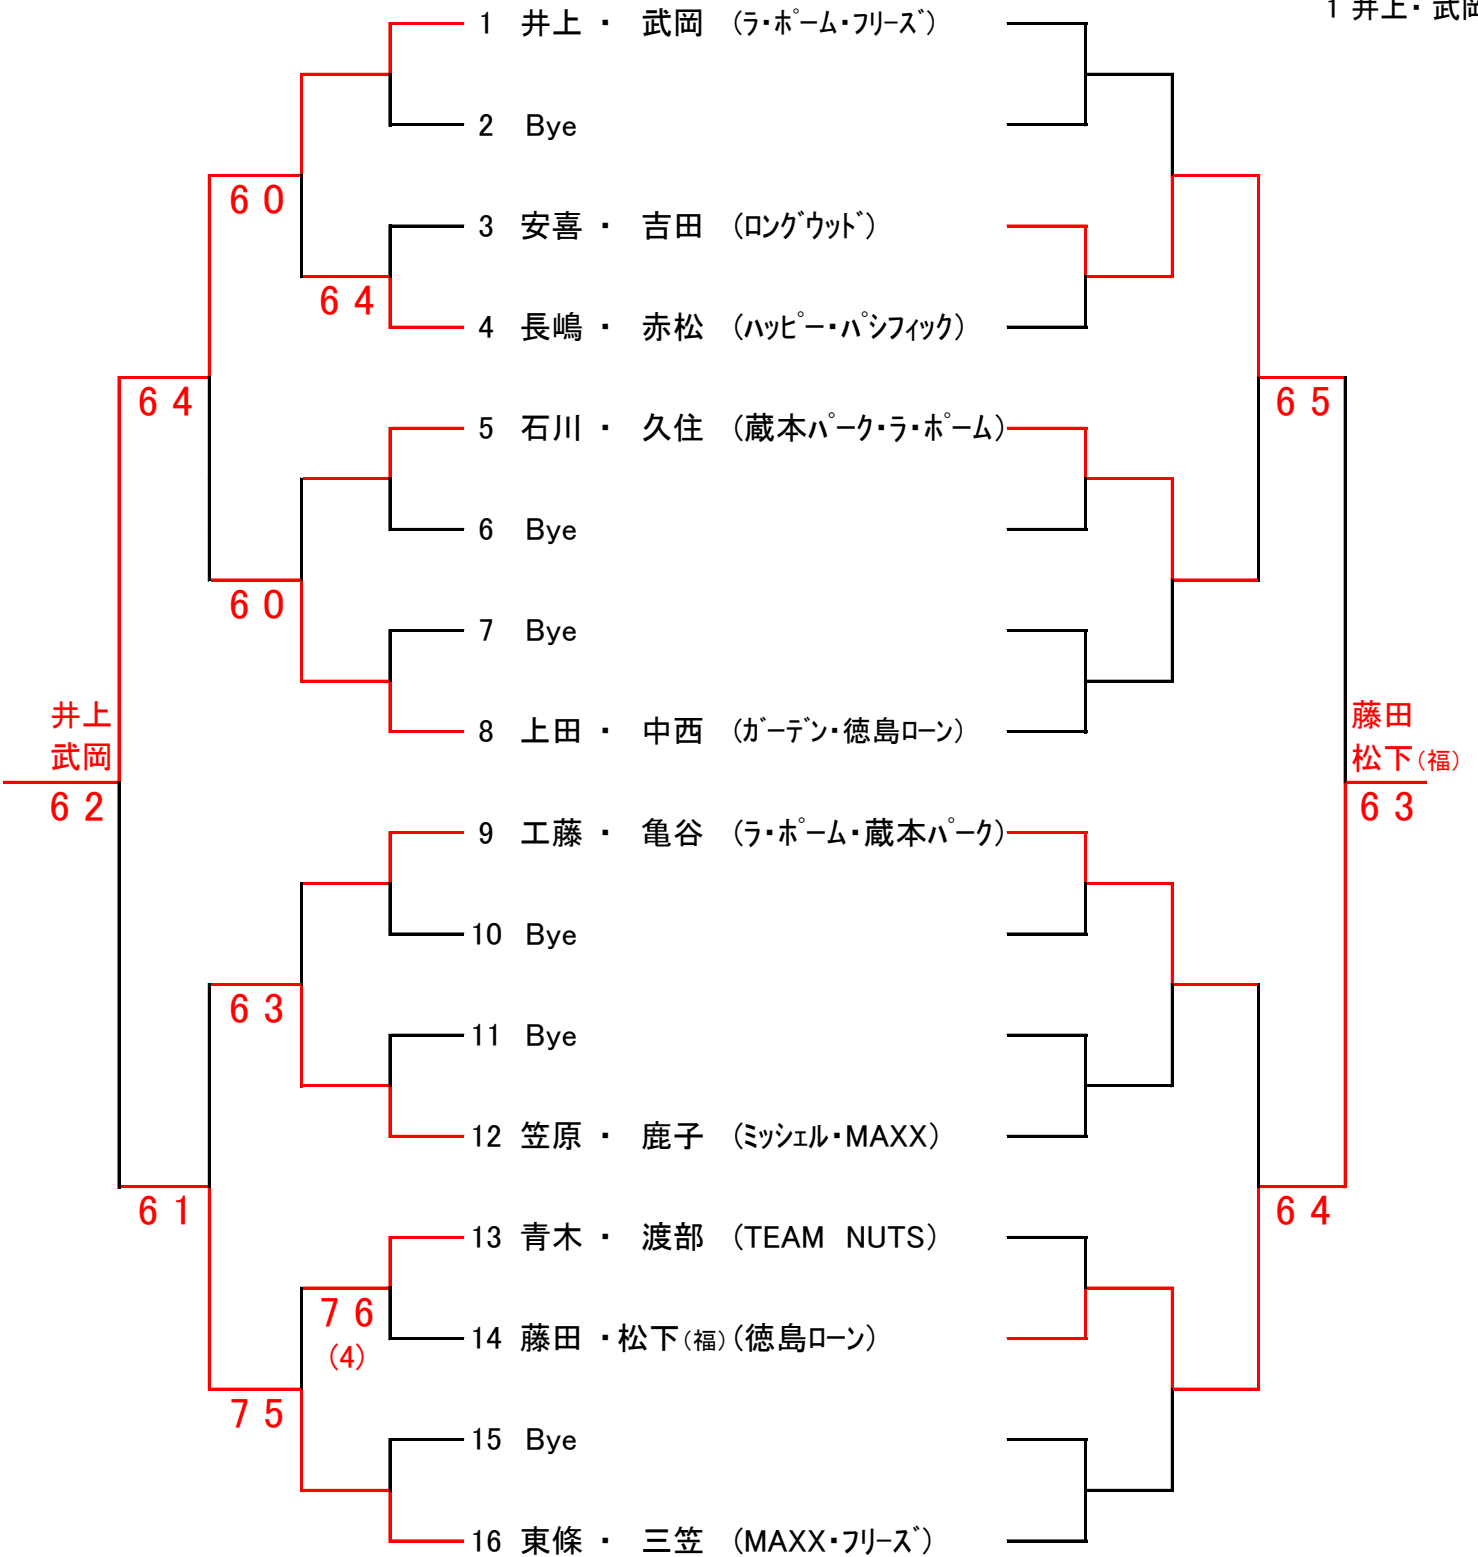 1 井上 ・ 武岡 (ラ・ポーム・フリーズ)
1 井上・ 武岡
2 Bye
6 0
3 安喜 ・ 吉田 (ロングウッド)
6 4
4 長嶋 ・ 赤松 (ハッピー・パシフィック)
6 4
6 5
5 石川 ・ 久住 (蔵本パーク・ラ・ポーム)
6 Bye
6 0
7 Bye
井上
武岡
6 2
8 上田 ・ 中西 (ガーデン・徳島ローン)
藤田
松下(福)
6 3
9 工藤 ・ 亀谷 (ラ・ポーム・蔵本パーク)
10 Bye
6 3
11 Bye
12 笠原 ・ 鹿子 (ミッシェル・MAXX)
6 1
6 4
13 青木 ・ 渡部 (TEAM NUTS)
7 6
(4)
14 藤田 ・松下(福)(徳島ローン)
7 5
15 Bye
16 東條 ・ 三笠 (MAXX・フリーズ)